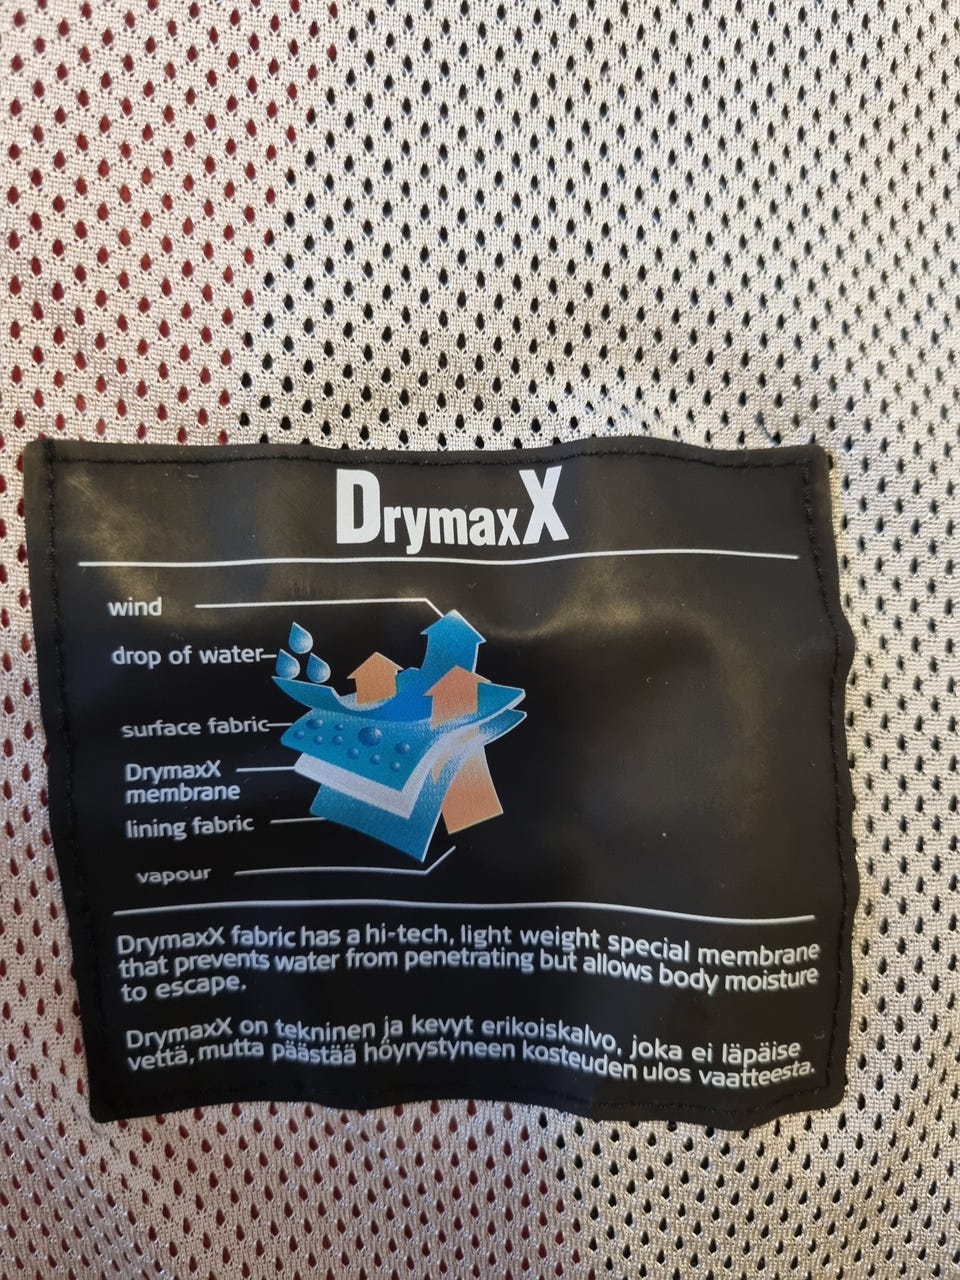 DrymaxX
wind
drop of water
surface fabric
DrymaxX
membrane
lining fabric
vapour
DrymaxX fabric has a hi-tech, light weight special membrane
that prevents water from penetrating but allows body moisture
to escape.
DrymaxX on tekninen ja kevyt erikoiskalvo, joka ei läpäise
vettä, mutta päästää höyrystyneen kosteuden ulos vaatteesta.